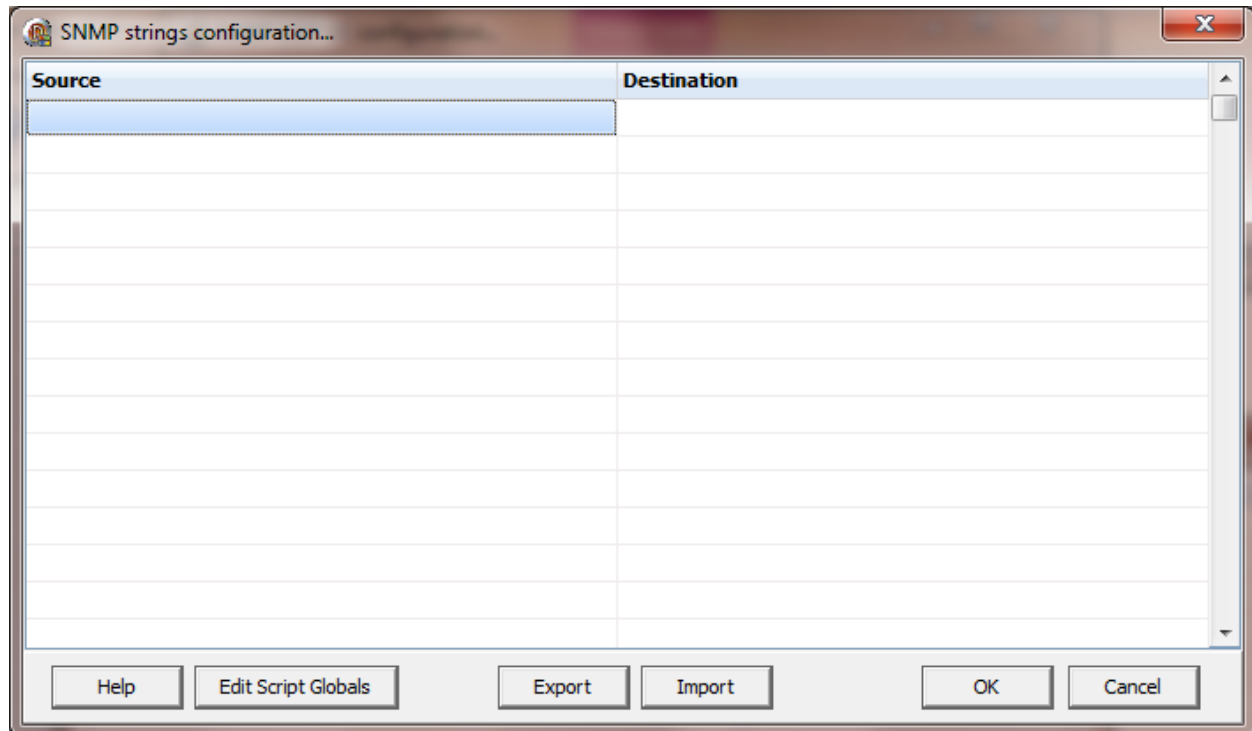 SNMP strings configuration...
Source Destination
Help Edit Script Globals Export Import OK Cancel